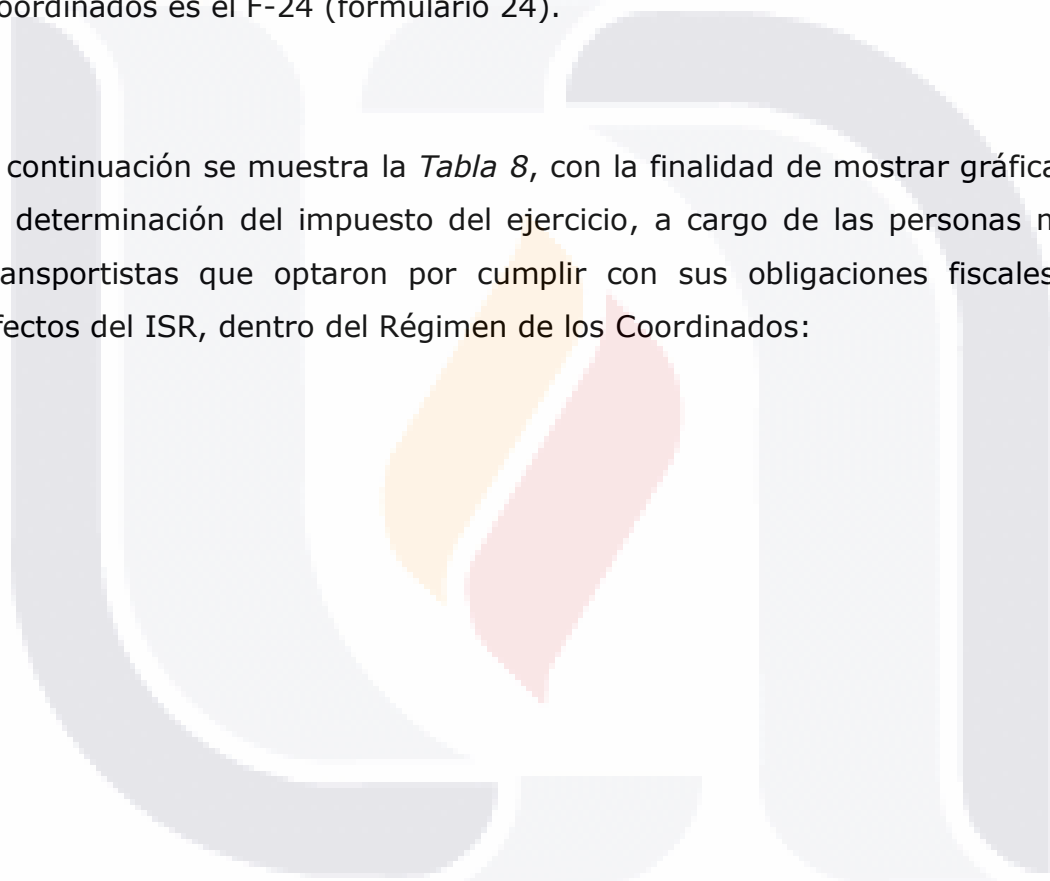 oordinados es el F-24 (formulario 24).
continuación se muestra la Tabla 8, con la finalidad de mostrar gráfica
determinación del impuesto del ejercicio, a cargo de las personas m
ansportistas que optaron por cumplir con sus obligaciones fiscales
fectos del ISR, dentro del Régimen de los Coordinados: